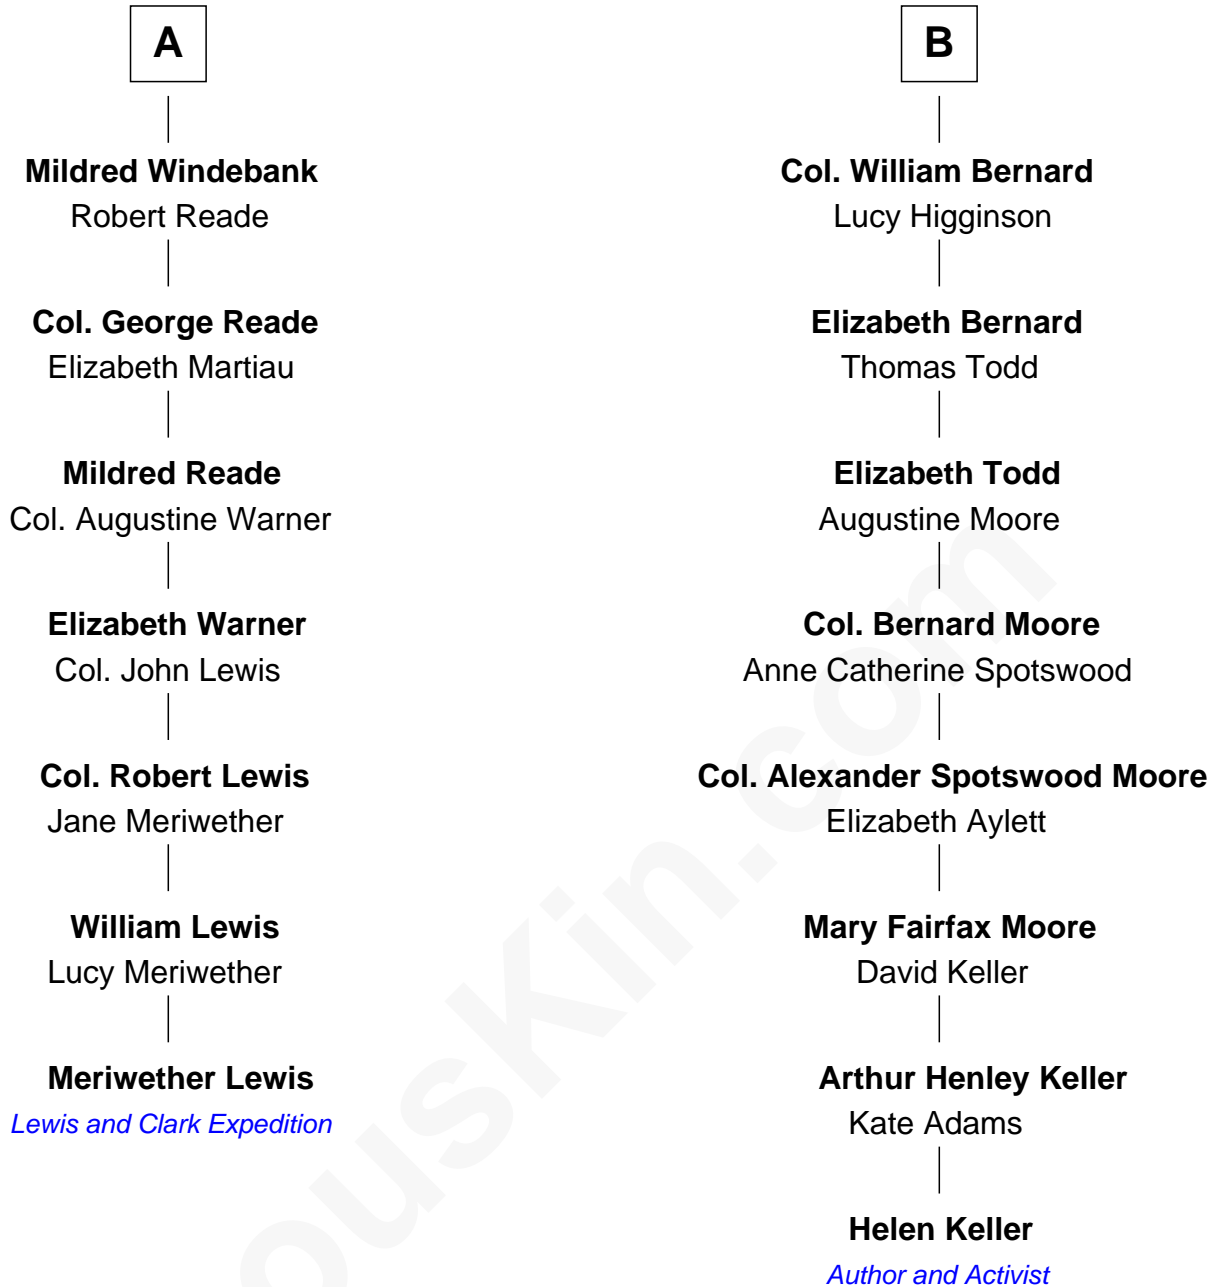 A
Mildred Windebank
Robert Reade
Col. George Reade
Elizabeth Martiau
Mildred Reade
Col. Augustine Warner
Elizabeth Warner
Col. John Lewis
Col. Robert Lewis
Jane Meriwether
William Lewis
Lucy Meriwether
Meriwether Lewis
Lewis and Clark Expedition
B
Col. William Bernard
Lucy Higginson
Elizabeth Bernard
Thomas Todd
Elizabeth Todd
Augustine Moore
Col. Bernard Moore
Anne Catherine Spotswood
Col. Alexander Spotswood Moore
Elizabeth Aylett
Mary Fairfax Moore
David Keller
Arthur Henley Keller
Kate Adams
Helen Keller
Author and Activist
ousKin.com